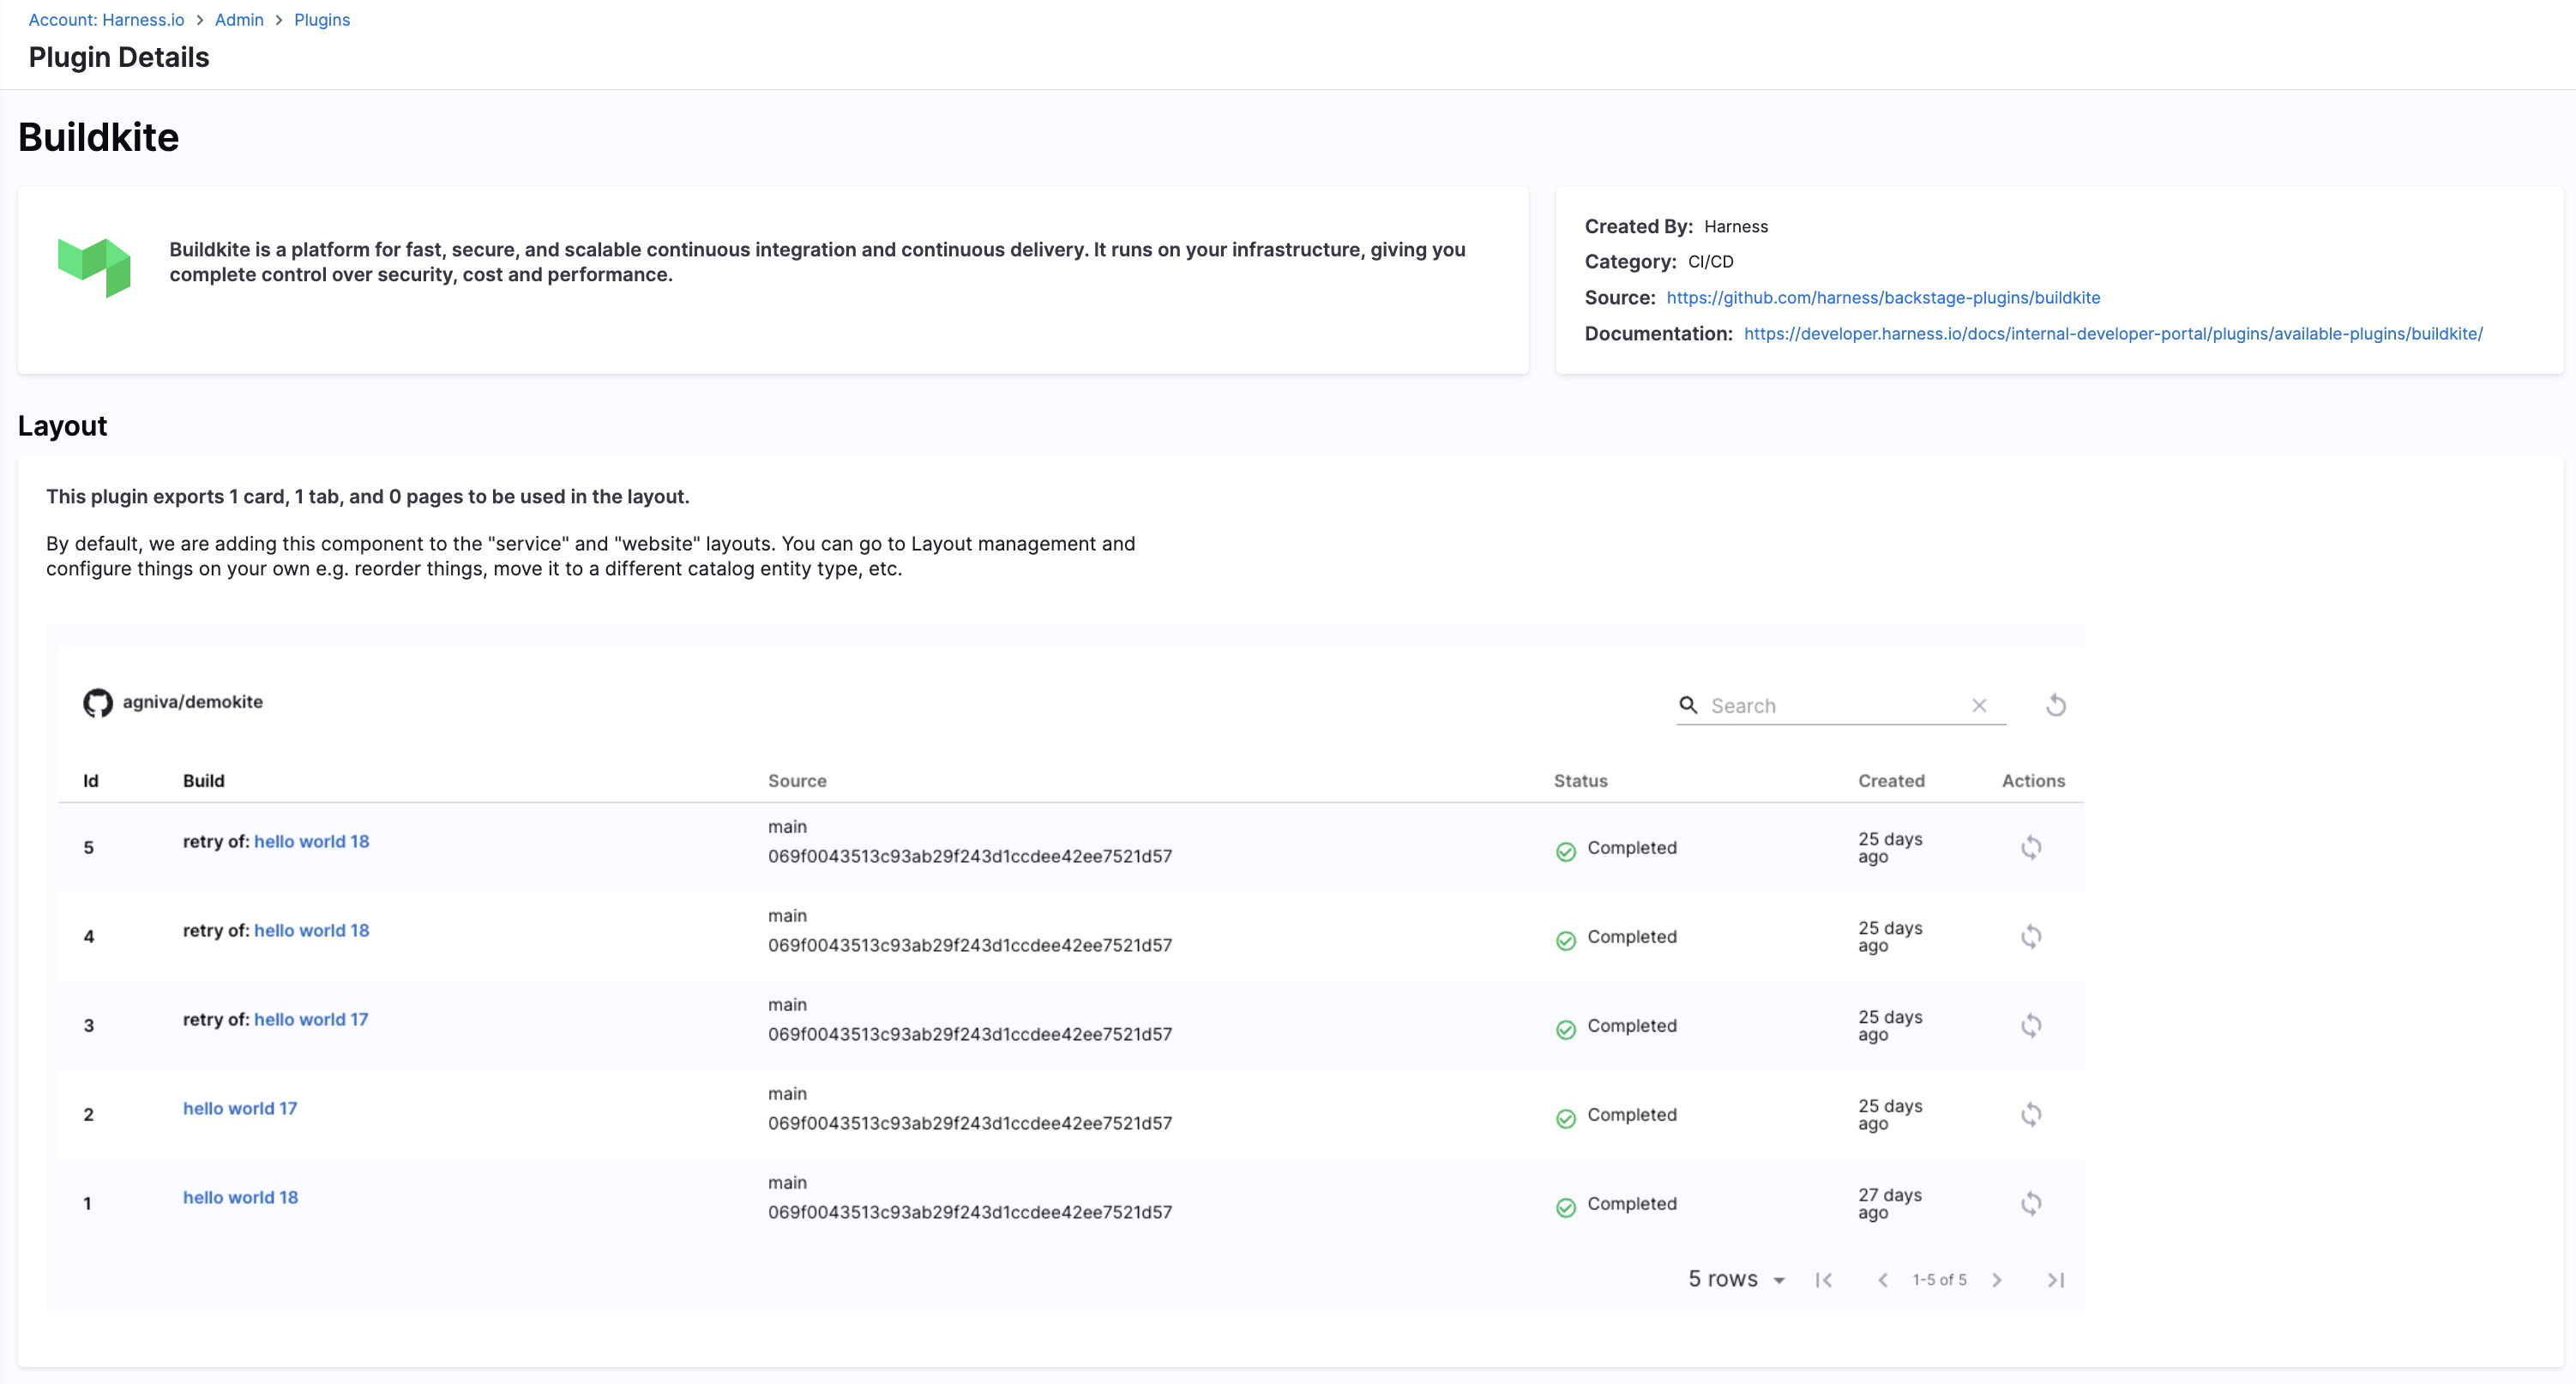 Account: Harness.io > Admin > Plugins
Plugin Details
Buildkite
Buildkite is a platform for fast, secure, and scalable continuous integration and continuous delivery. It runs on your infrastructure, giving you
complete control over security, cost and performance.
Created By: Harness
Category: CI/CD
Source: https://github.com/harness/backstage-plugins/buildkite
Documentation: https://developer.harness.io/docs/internal-developer-portal/plugins/available-plugins/buildkite/
Layout
This plugin exports 1 card, 1 tab, and 0 pages to be used in the layout.
By default, we are adding this component to the "service" and "website" layouts. You can go to Layout management and
configure things on your own e.g. reorder things, move it to a different catalog entity type, etc.
agniva/demokite
Search
Id Build Source Status Created Actions
5 retry of: hello world 18 main
069f0043513c93ab29f243d1ccdee42ee7521d57 Completed 25 days
ago
4 retry of: hello world 18 main
069f0043513c93ab29f243d1ccdee42ee7521d57 Completed 25 days
ago
3 retry of: hello world 17 main
069f0043513c93ab29f243d1ccdee42ee7521d57 Completed 25 days
ago
2 hello world 17 main
069f0043513c93ab29f243d1ccdee42ee7521d57 Completed 25 days
ago
1 hello world 18 main
069f0043513c93ab29f243d1ccdee42ee7521d57 Completed 27 days
ago
5 rows 1-5 of 5